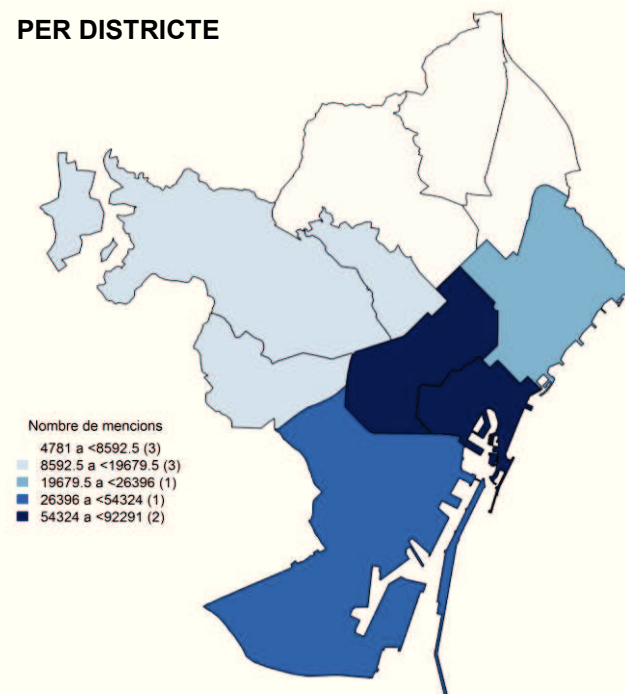 PER DISTRICTE
Nombre de mencions
4781 a <8592.5 (3)
8592.5 a <19679.5 (3)
19679.5 a <26396 (1)
26396 a <54324 (1)
54324 a <92291 (2)